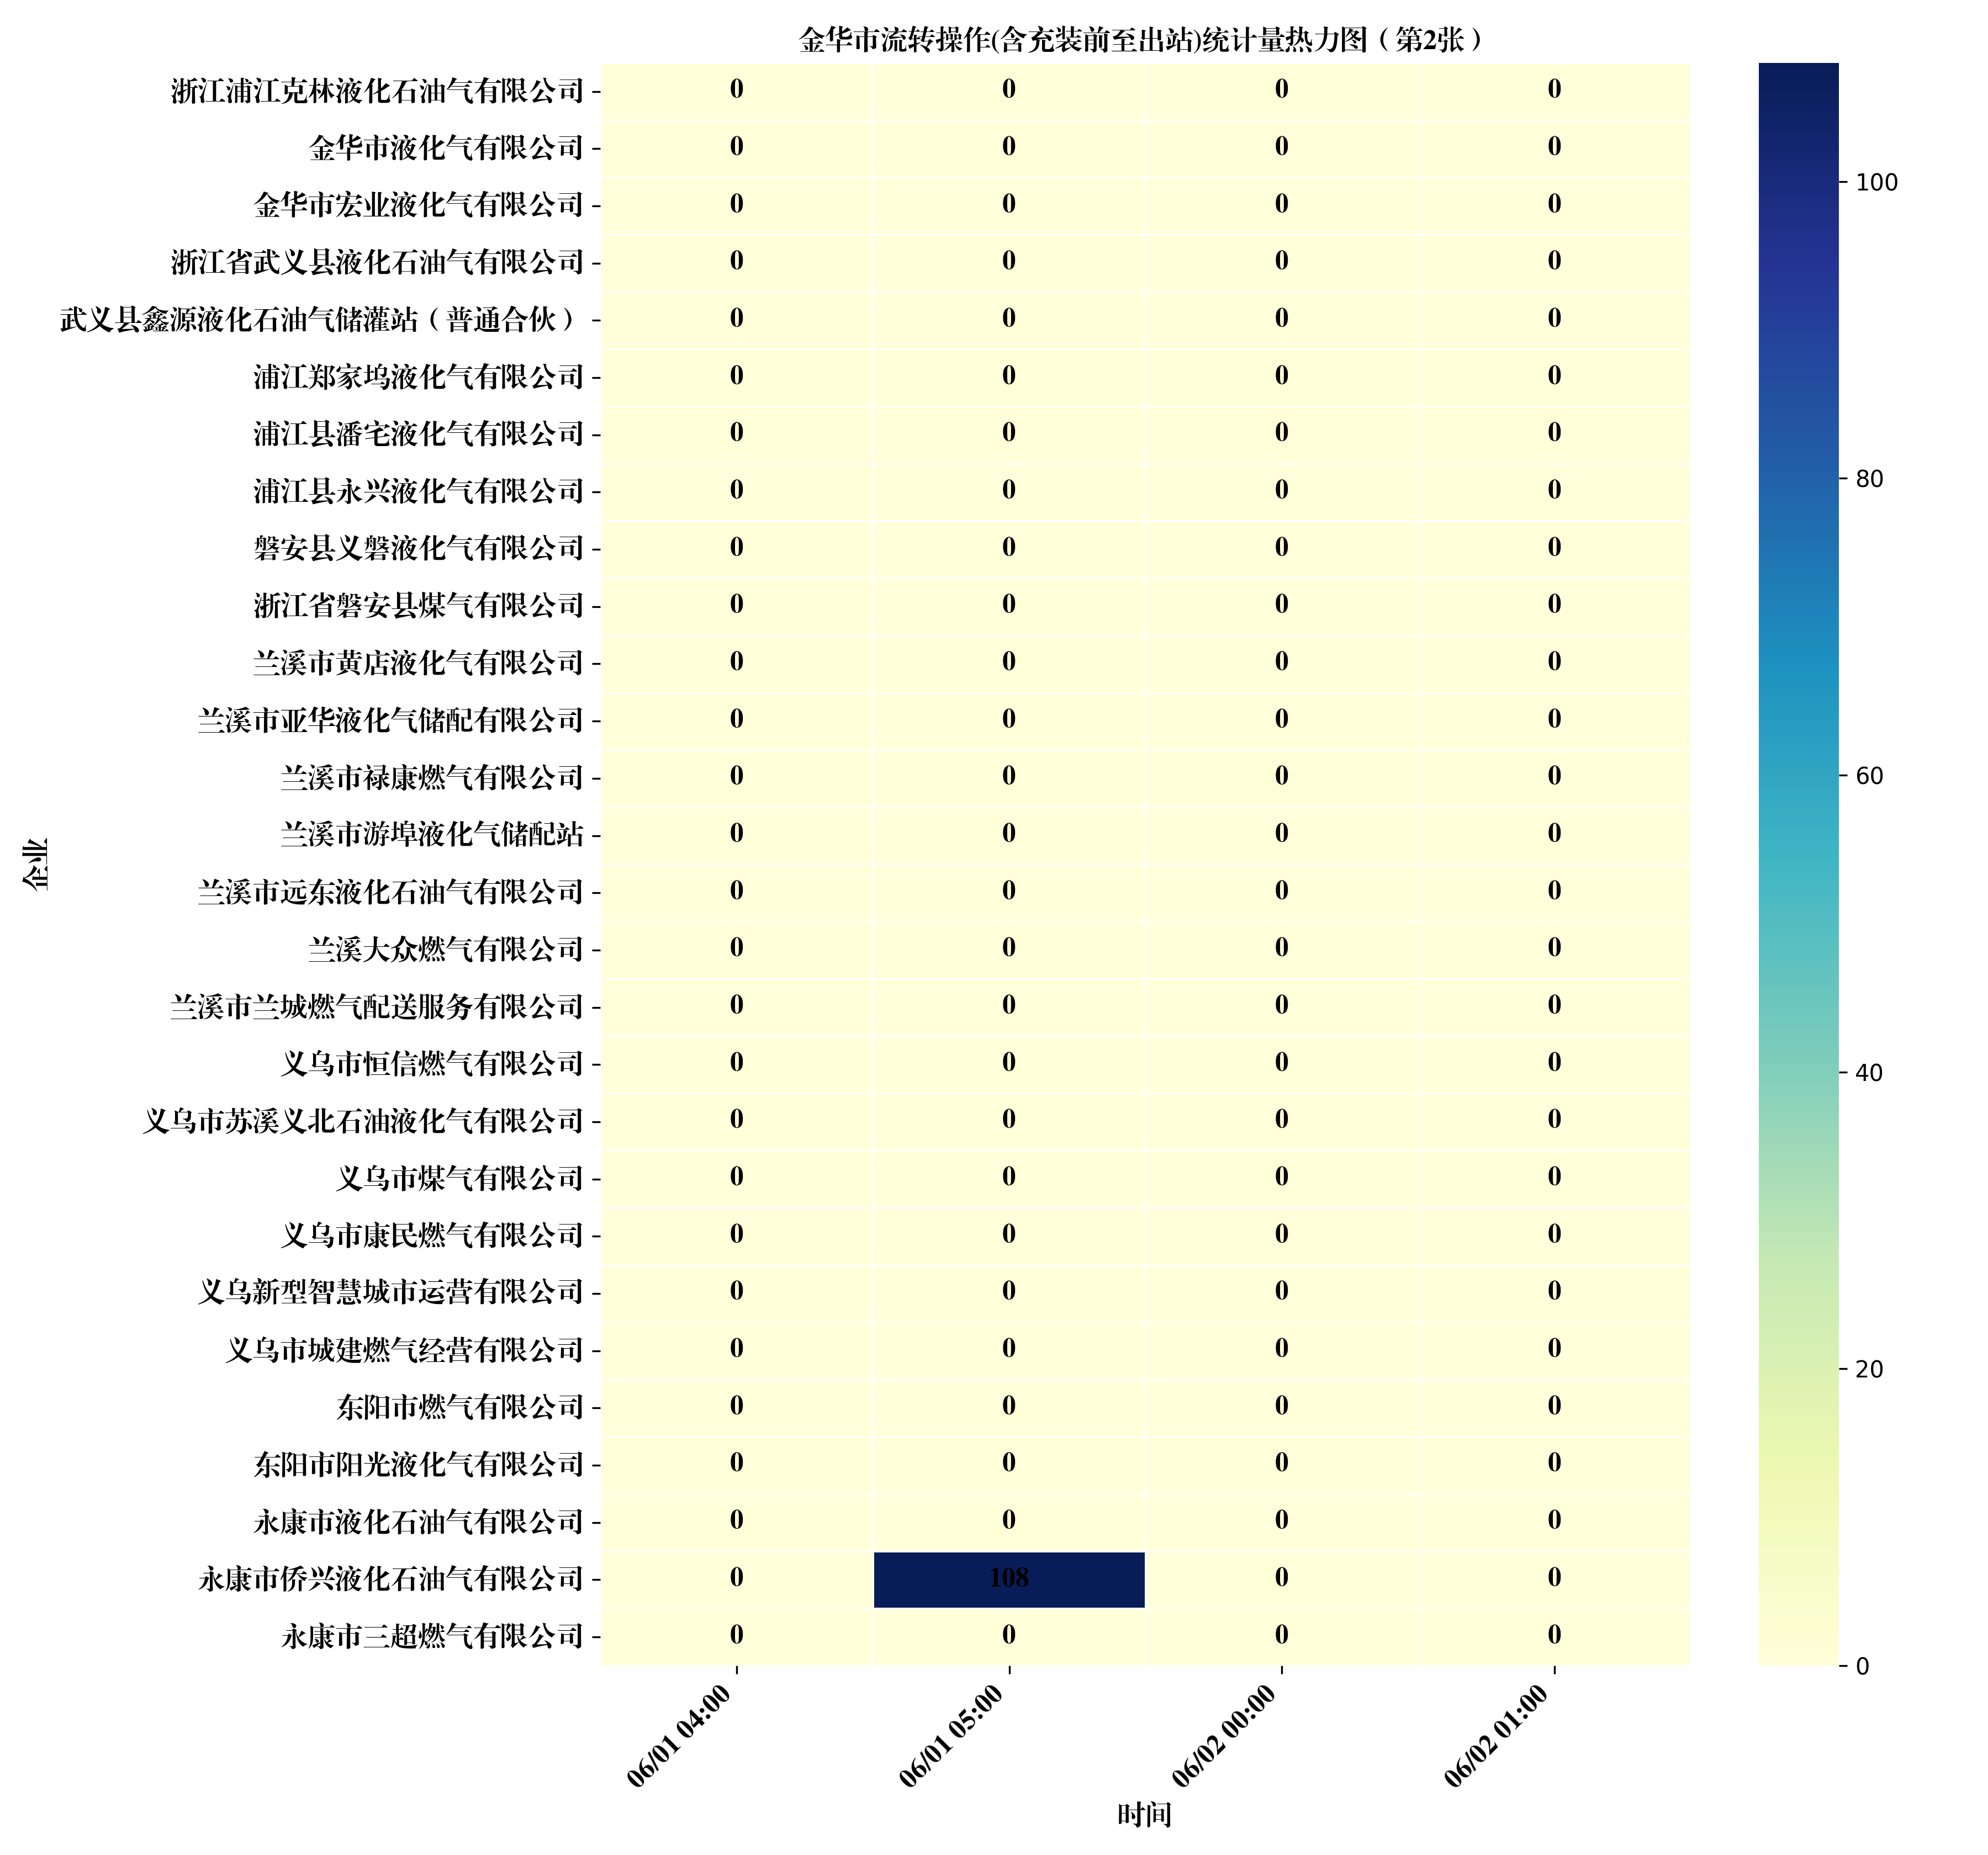 金华市流转操作(含充装前至出站)统计量热力图（第2张）
浙江浦江克林液化石油气有限公司 0 0 0 0
金华市液化气有限公司 0 0 0 0
金华市宏业液化气有限公司 0 0 0 0
浙江省武义县液化石油气有限公司 0 0 0 0
武义县鑫源液化石油气储灌站（普通合伙） 0 0 0 0
浦江郑家坞液化气有限公司 0 0 0 0
浦江县潘宅液化气有限公司 0 0 0 0
浦江县永兴液化气有限公司 0 0 0 0
磐安县义磐液化气有限公司 0 0 0 0
浙江省磐安县煤气有限公司 0 0 0 0
兰溪市黄店液化气有限公司 0 0 0 0
兰溪市亚华液化气储配有限公司 0 0 0 0
兰溪市禄康燃气有限公司 0 0 0 0
兰溪市游埠液化气储配站 0 0 0 0
兰溪市远东液化石油气有限公司 0 0 0 0
兰溪大众燃气有限公司 0 0 0 0
兰溪市兰城燃气配送服务有限公司 0 0 0 0
义乌市恒信燃气有限公司 0 0 0 0
义乌市苏溪义北石油液化气有限公司 0 0 0 0
义乌市煤气有限公司 0 0 0 0
义乌市康民燃气有限公司 0 0 0 0
义乌新型智慧城市运营有限公司 0 0 0 0
义乌市城建燃气经营有限公司 0 0 0 0
东阳市燃气有限公司 0 0 0 0
东阳市阳光液化气有限公司 0 0 0 0
永康市液化石油气有限公司 0 0 0 0
永康市侨兴液化石油气有限公司 0 108 0 0
永康市三超燃气有限公司 0 0 0 0
企业
06/01 04:00 06/01 05:00 06/02 00:00 06/02 01:00
时间
100
80
60
40
20
0